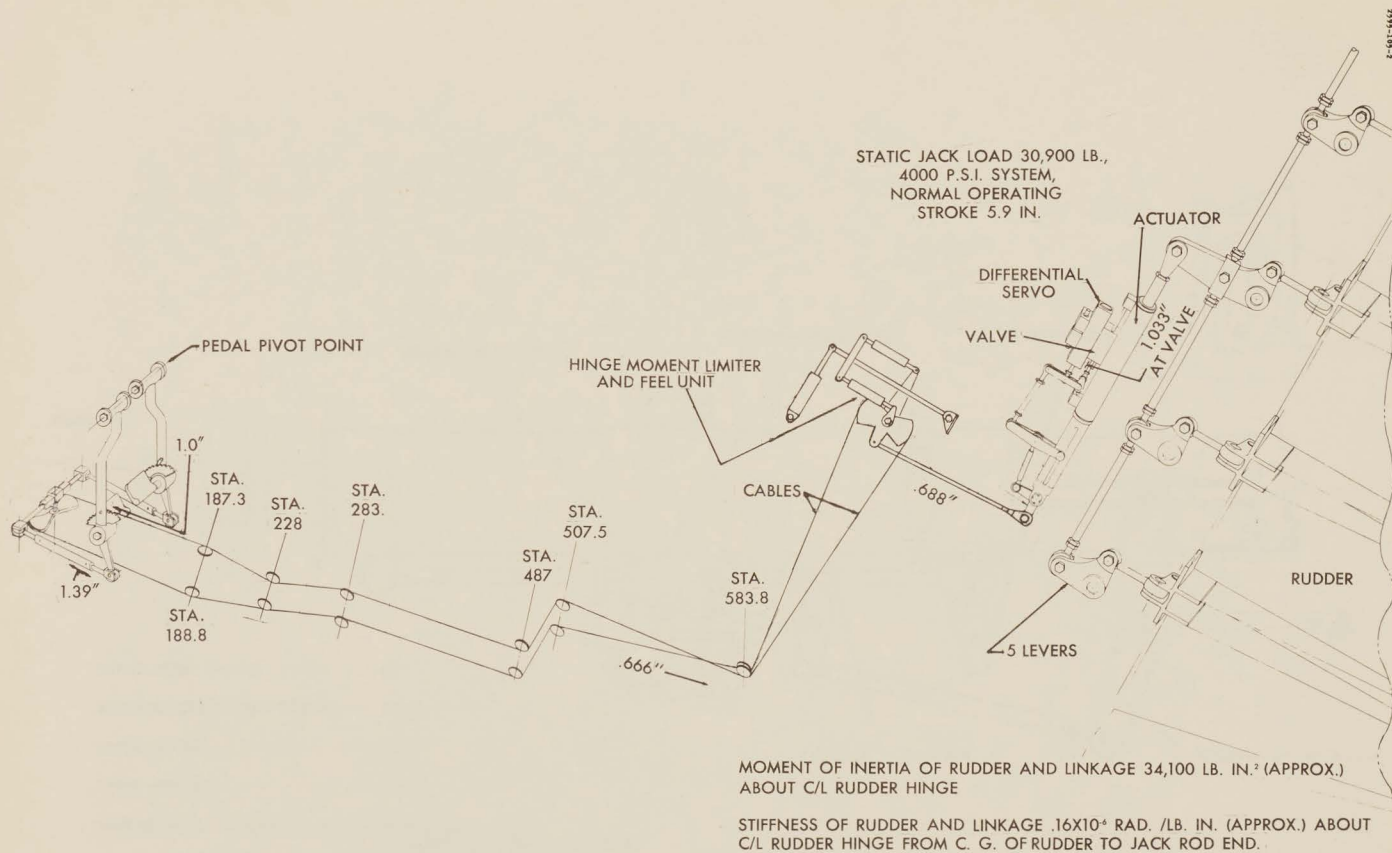 STATIC JACK LOAD 30,900 LB.,
4000 P.S.I. SYSTEM,
NORMAL OPERATING
STROKE 5.9 IN.
ACTUATOR
DIFFERENTIAL
SERVO
VALVE
1.033"
AT VALVE
PEDAL PIVOT POINT
HINGE MOMENT LIMITER
AND FEEL UNIT
1.0"
STA.
187.3
STA.
228
STA.
283.
CABLES
.688"
STA.
507.5
STA.
487
STA.
583.8
1.39"
STA.
188.8
.666"
RUDDER
5 LEVERS
MOMENT OF INERTIA OF RUDDER AND LINKAGE 34,100 LB. IN.² (APPROX.)
ABOUT C/L RUDDER HINGE
STIFFNESS OF RUDDER AND LINKAGE .16X10⁻⁶ RAD. /LB. IN. (APPROX.) ABOUT
C/L RUDDER HINGE FROM C. G. OF RUDDER TO JACK ROD END.